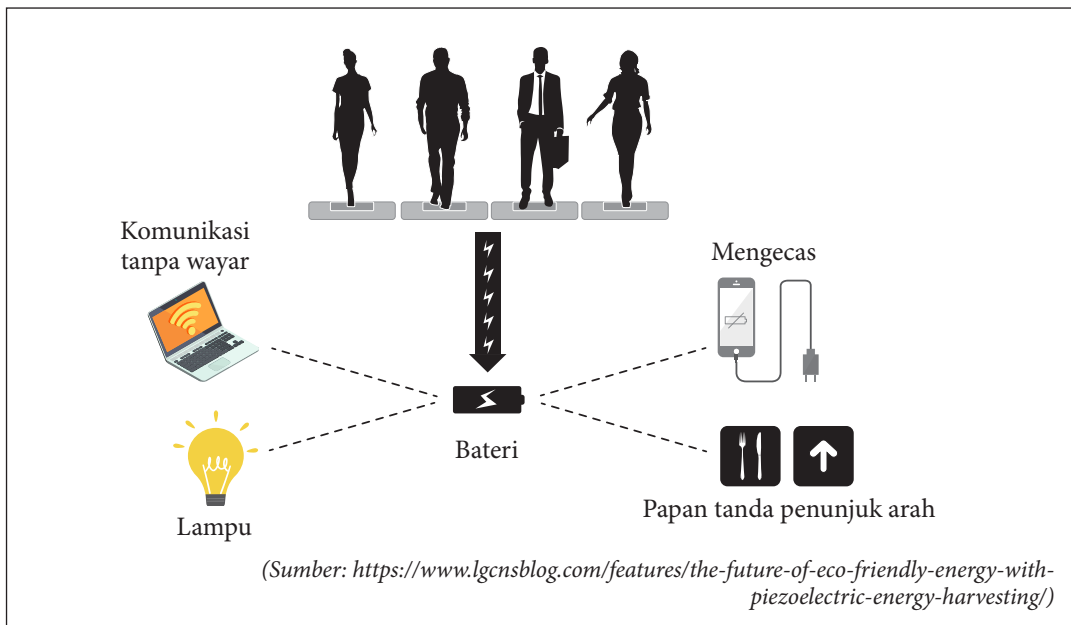 Komunikasi
tanpa wayar
Mengecas
Bateri
Lampu
Papan tanda penunjuk arah
(Sumber: https://www.lgcnsblog.com/features/the-future-of-eco-friendly-energy-with-
piezoelectric-energy-harvesting/)